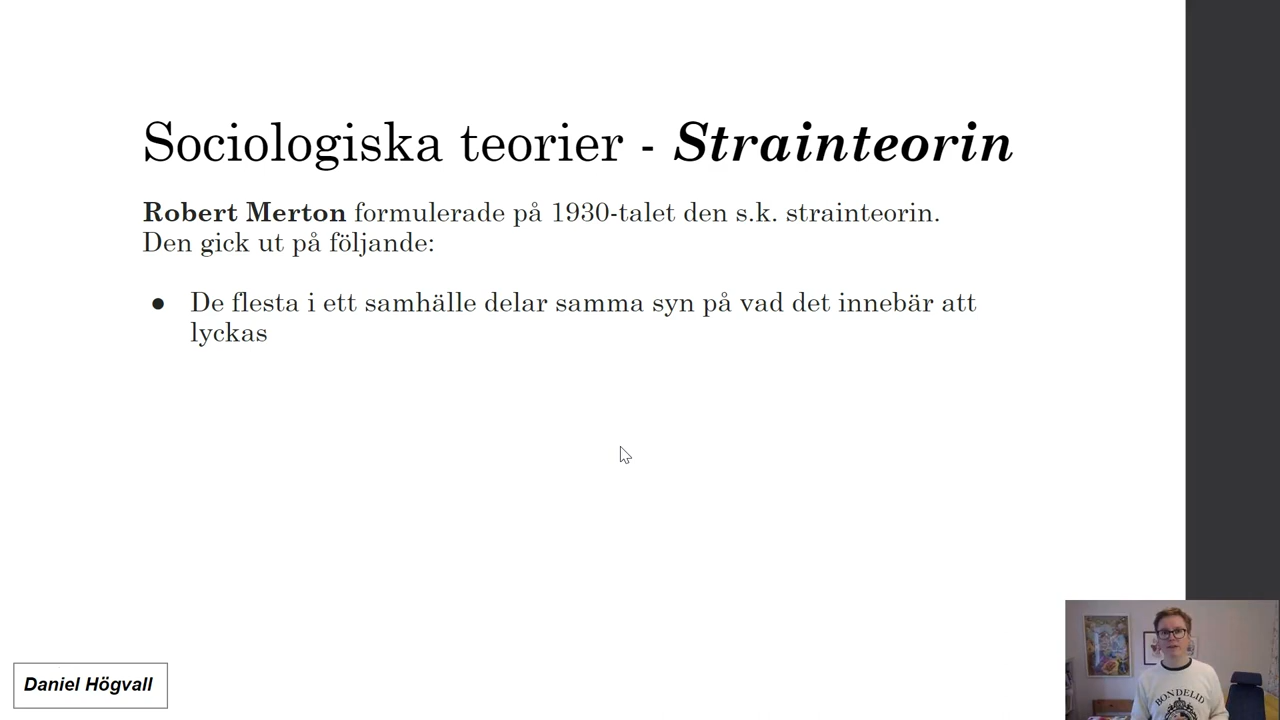 Sociologiska teorier - Strainteorin
Robert Merton formulerade på 1930-talet den s.k. strainteorin.
Den gick ut på följande:
● De flesta i ett samhälle delar samma syn på vad det innebär att
lyckas
Daniel Högvall
BONDELID